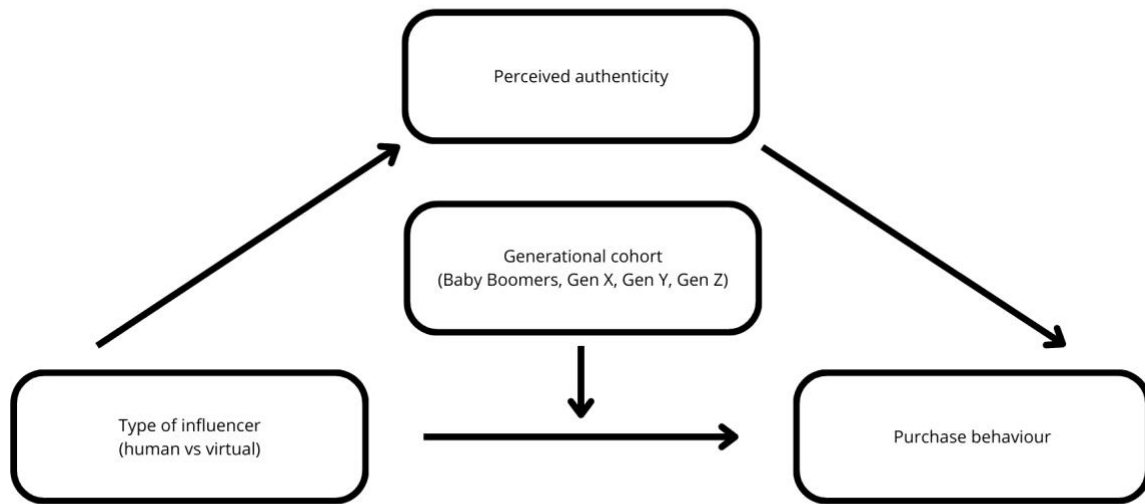 Perceived authenticity
Generational cohort
(Baby Boomers, Gen X, Gen Y, Gen Z)
Type of influencer
(human vs virtual)
Purchase behaviour